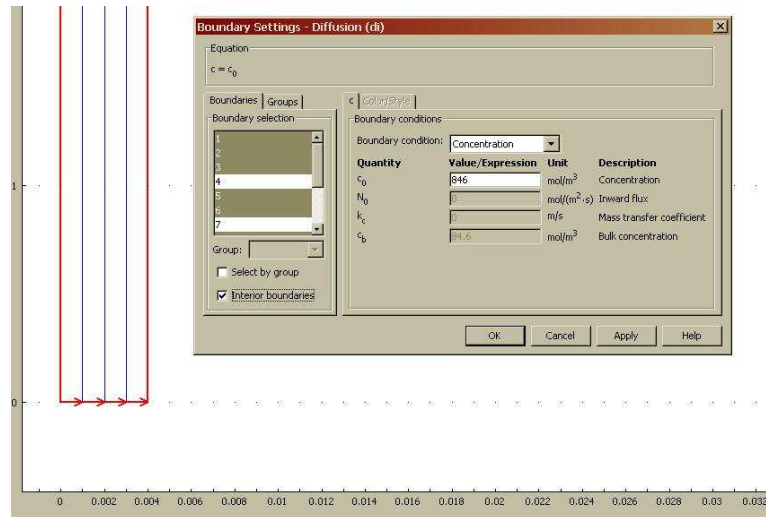 Boundary Settings - Diffusion (di)
Equation
c = c0
Boundaries Groups
c Color/Style
Boundary selection
1
2
3
4
5
6
7
Group:
Select by group
Interior boundaries
Boundary conditions
Boundary condition: Concentration
Quantity Value/Expression Unit Description
c0 846 mol/m3 Concentration
N0 0 mol/(m2·s) Inward flux
kc 0 m/s Mass transfer coefficient
cb 84.6 mol/m3 Bulk concentration
OK Cancel Apply Help
1
0
0 0.002 0.004 0.006 0.008 0.01 0.012 0.014 0.016 0.018 0.02 0.022 0.024 0.026 0.028 0.03 0.032